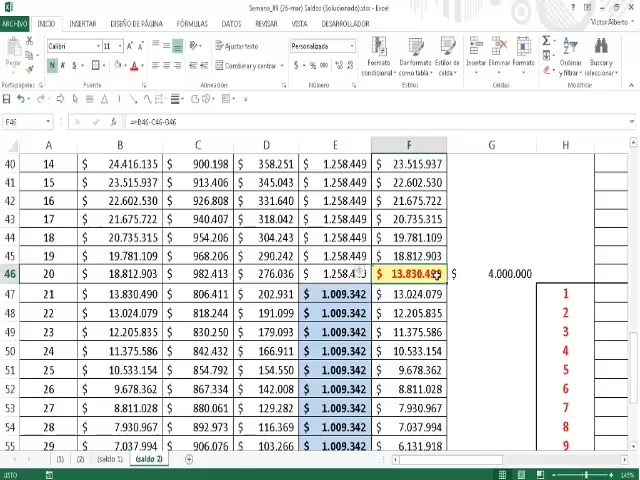 Semana_#9 (26-mar) Saldos (Solucionado).xlsx - Excel
ARCHIVO INICIO INSERTAR DISEÑO DE PÁGINA FÓRMULAS DATOS REVISAR VISTA DESARROLLADOR Víctor Alberto
Calibri 11 Ajustar texto Personalizada
Pegar N K S Combinar y centrar $ % Formato condicional Dar formato como tabla Estilos de celda Insertar Eliminar Formato Ordenar y filtrar Buscar y seleccionar
Portapapeles Fuente Alineación Número Estilos Celdas Modificar
F46 =+B46-C46-G46
A B C D E F G H
40 14 $ 24.416.135 $ 900.198 $ 358.251 $ 1.258.449 $ 23.515.937
41 15 $ 23.515.937 $ 913.406 $ 345.043 $ 1.258.449 $ 22.602.530
42 16 $ 22.602.530 $ 926.808 $ 331.640 $ 1.258.449 $ 21.675.722
43 17 $ 21.675.722 $ 940.407 $ 318.042 $ 1.258.449 $ 20.735.315
44 18 $ 20.735.315 $ 954.206 $ 304.243 $ 1.258.449 $ 19.781.109
45 19 $ 19.781.109 $ 968.206 $ 290.242 $ 1.258.449 $ 18.812.903
46 20 $ 18.812.903 $ 982.413 $ 276.036 $ 1.258.449 $ 13.830.490 $ 4.000.000
47 21 $ 13.830.490 $ 806.411 $ 202.931 $ 1.009.342 $ 13.024.079 1
48 22 $ 13.024.079 $ 818.244 $ 191.099 $ 1.009.342 $ 12.205.835 2
49 23 $ 12.205.835 $ 830.250 $ 179.093 $ 1.009.342 $ 11.375.586 3
50 24 $ 11.375.586 $ 842.432 $ 166.911 $ 1.009.342 $ 10.533.154 4
51 25 $ 10.533.154 $ 854.792 $ 154.550 $ 1.009.342 $ 9.678.362 5
52 26 $ 9.678.362 $ 867.334 $ 142.008 $ 1.009.342 $ 8.811.028 6
53 27 $ 8.811.028 $ 880.061 $ 129.282 $ 1.009.342 $ 7.930.967 7
54 28 $ 7.930.967 $ 892.973 $ 116.369 $ 1.009.342 $ 7.037.994 8
55 29 $ 7.037.994 $ 906.076 $ 103.266 $ 1.009.342 $ 6.131.918 9
(1) (2) (saldo 1) (saldo 2)
LISTO 145%